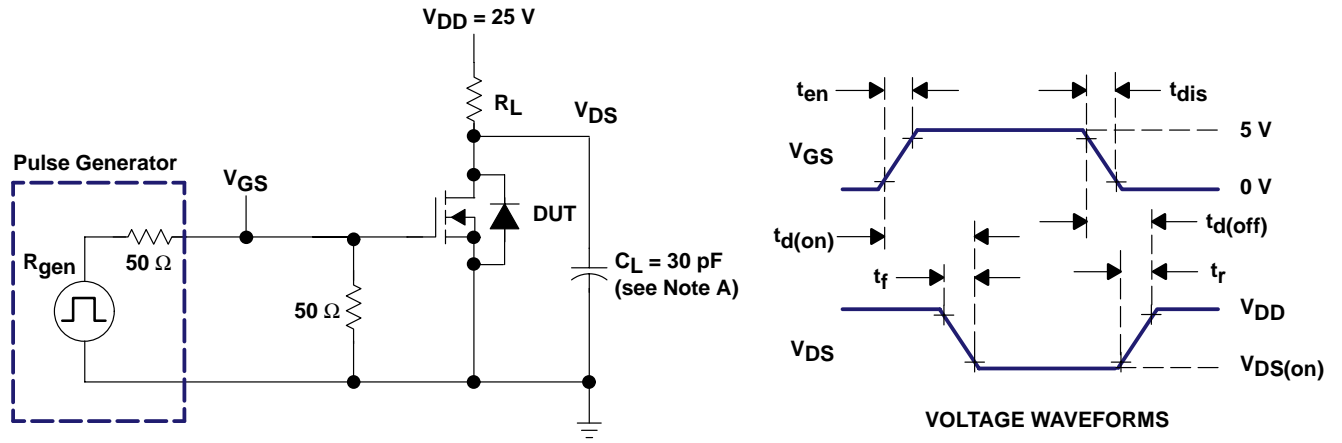 VDD = 25 V
RL
VDS
Pulse Generator
VGS
Rgen
50 Ω
50 Ω
DUT
CL = 30 pF
(see Note A)
ten
tdis
VGS
5 V
0 V
td(on)
td(off)
tf
tr
VDS
VDD
VDS(on)
VOLTAGE WAVEFORMS